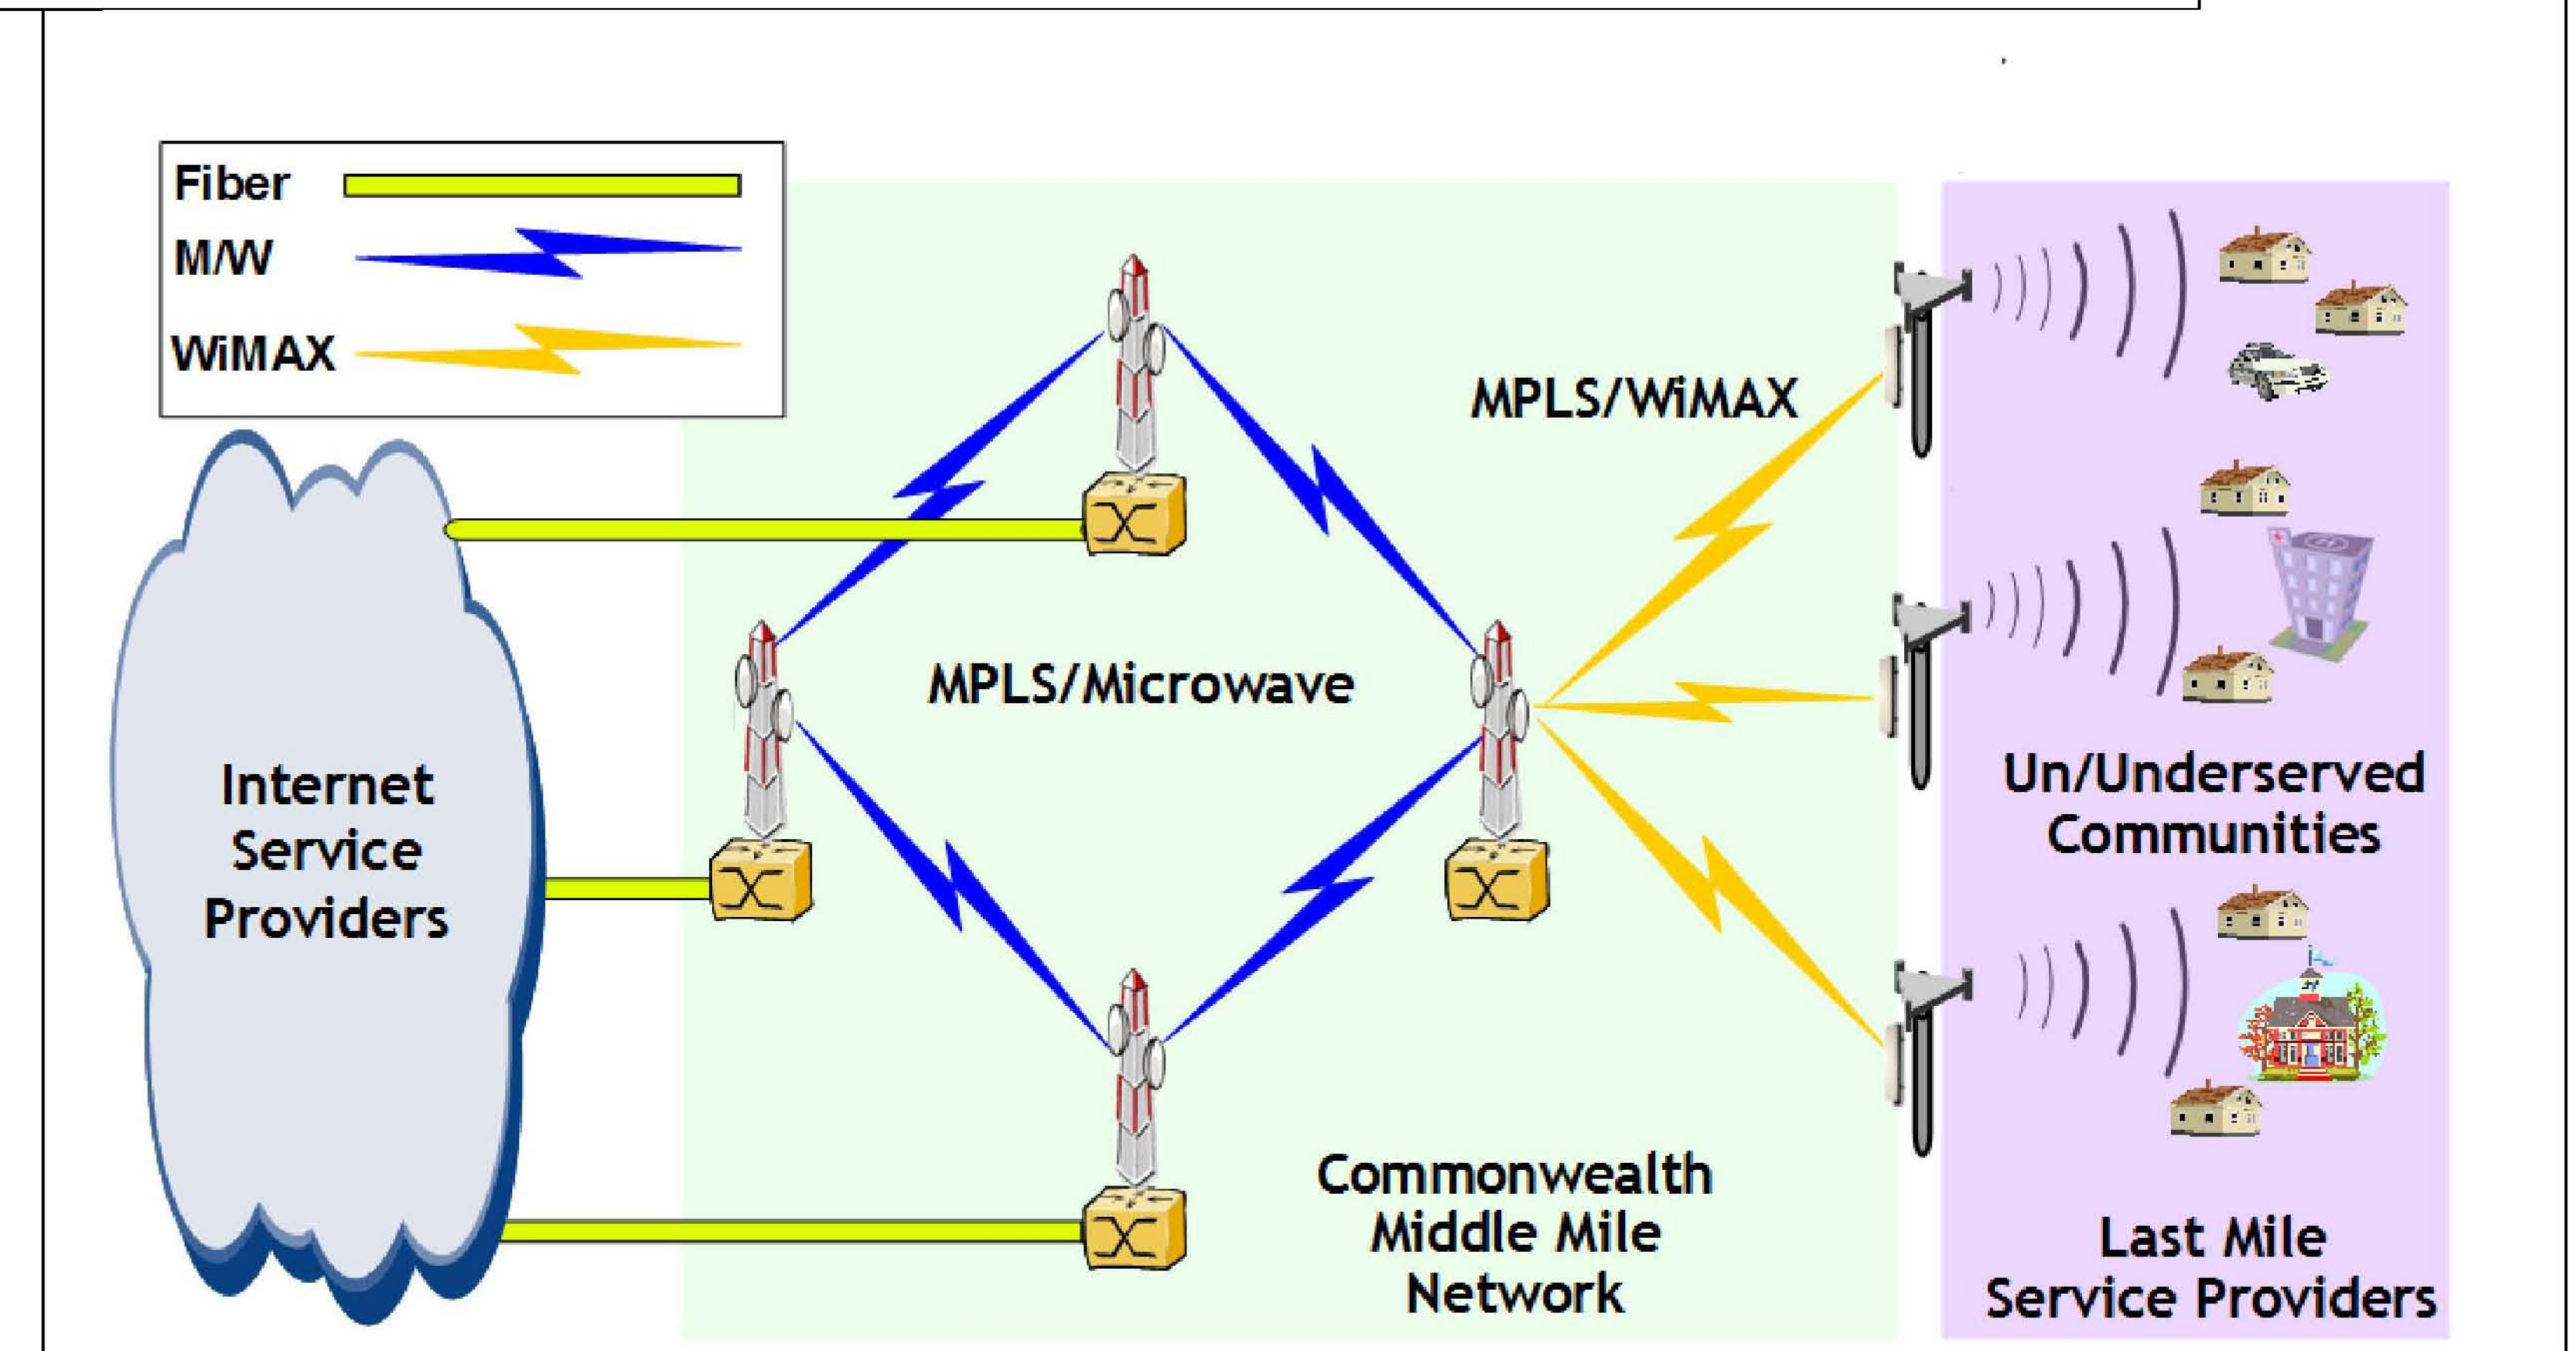 Fiber
M/W
WiMAX
MPLS/WiMAX
MPLS/Microwave
Internet
Service
Providers
Un/Underserved
Communities
Commonwealth
Middle Mile
Network
Last Mile
Service Providers